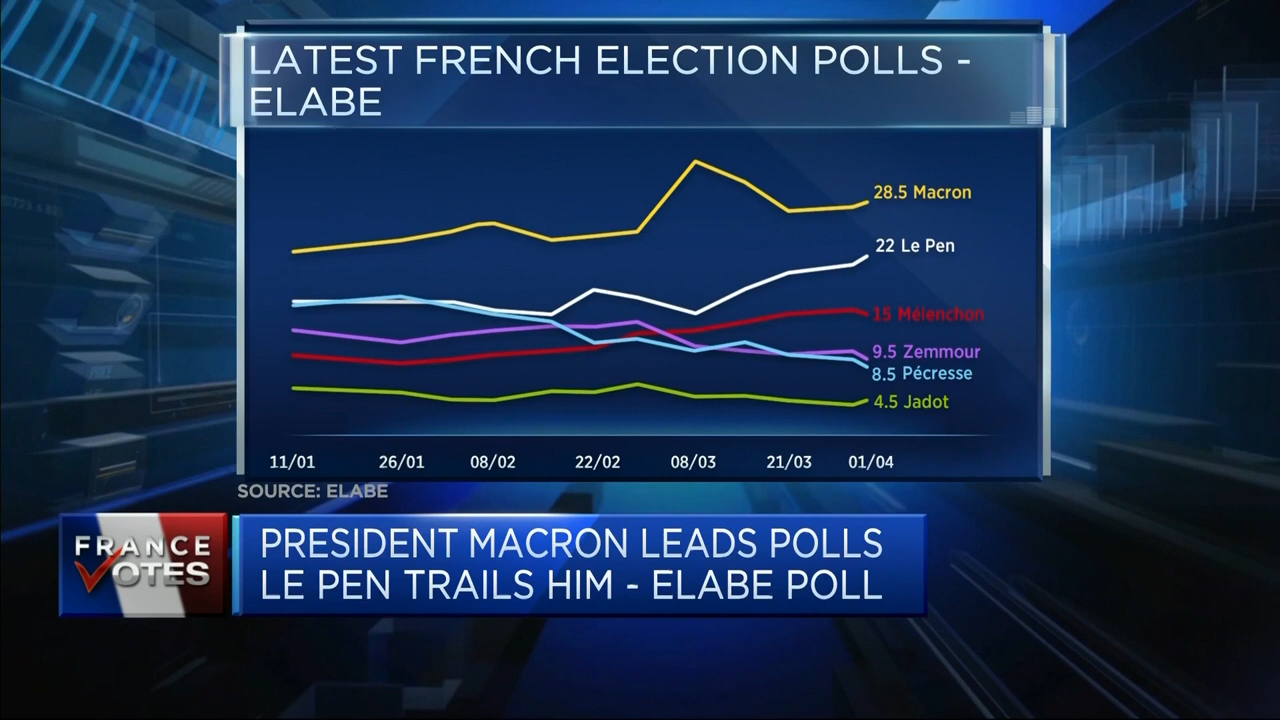 LATEST FRENCH ELECTION POLLS -
ELABE
28.5 Macron
22 Le Pen
15 Mélenchon
9.5 Zemmour
8.5 Pécresse
4.5 Jadot
11/01 26/01 08/02 22/02 08/03 21/03 01/04
SOURCE: ELABE
FRANCE
VOTES
PRESIDENT MACRON LEADS POLLS
LE PEN TRAILS HIM - ELABE POLL